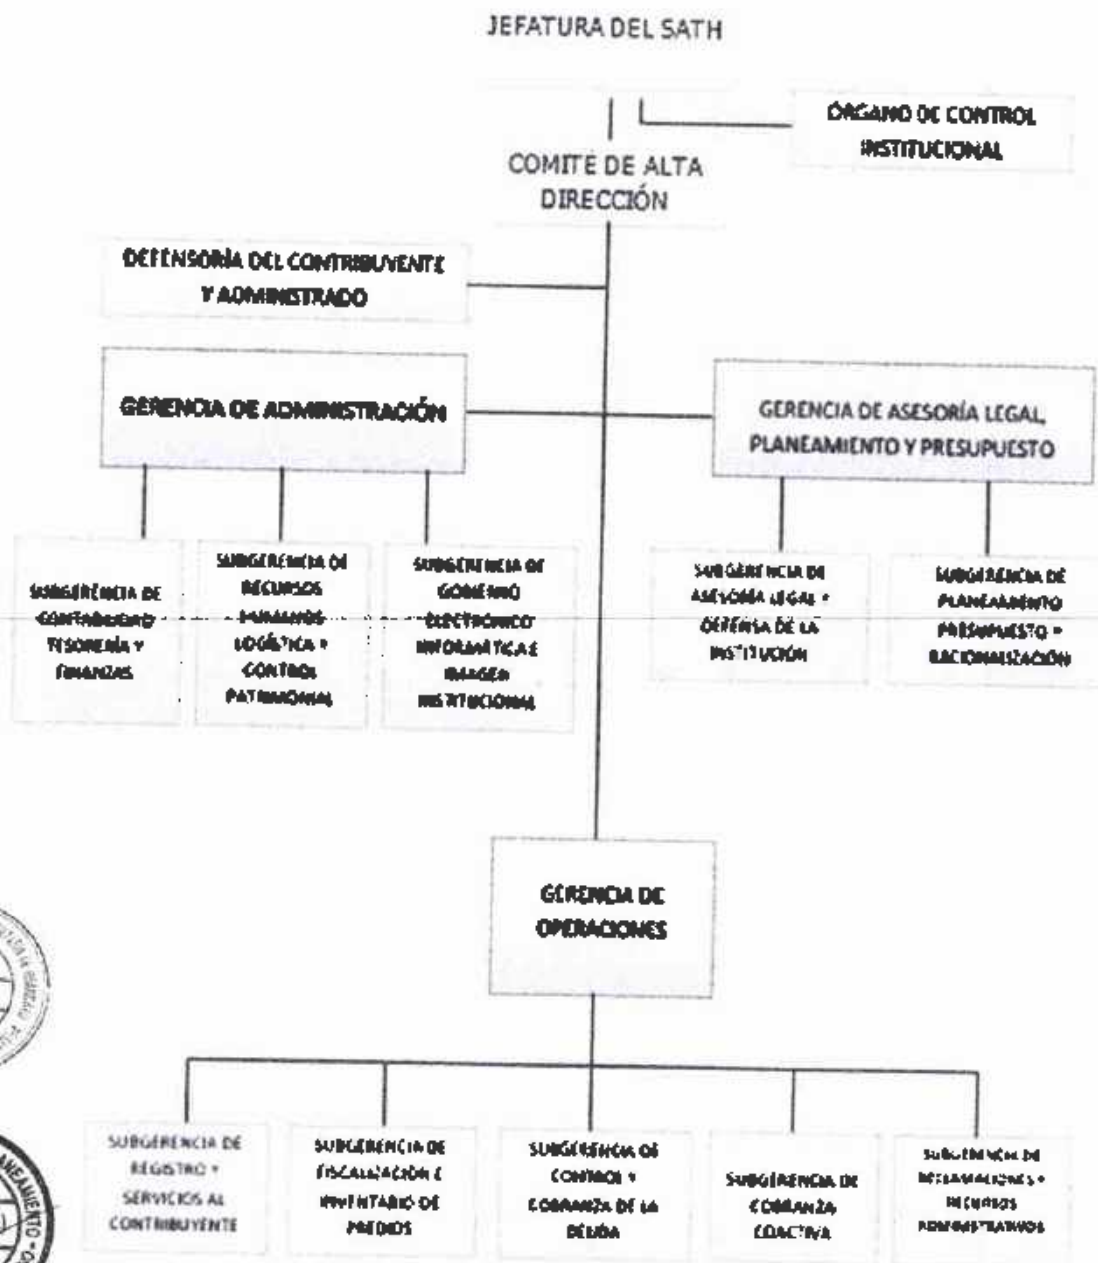 JEFATURA DEL SATH
ÓRGANO DE CONTROL
INSTITUCIONAL
COMITÉ DE ALTA
DIRECCIÓN
DEFENSORÍA DEL CONTRIBUYENTE
Y ADMINISTRADO
GERENCIA DE ADMINISTRACIÓN
GERENCIA DE ASESORÍA LEGAL,
PLANEAMIENTO Y PRESUPUESTO
SUBGERENCIA DE
CONTABILIDAD
TESORERÍA Y
FINANZAS
SUBGERENCIA DE
RECURSOS
HUMANOS
LOGÍSTICA Y
CONTROL
PATRIMONIAL
SUBGERENCIA DE
GOBIERNO
ELECTRÓNICO
INFORMÁTICA E
IMAGEN
INSTITUCIONAL
SUBGERENCIA DE
ASESORÍA LEGAL Y
DEFENSA DE LA
INSTITUCIÓN
SUBGERENCIA DE
PLANEAMIENTO
PRESUPUESTO Y
RACIONALIZACIÓN
GERENCIA DE
OPERACIONES
SUBGERENCIA DE
REGISTRO Y
SERVICIOS AL
CONTRIBUYENTE
SUBGERENCIA DE
FISCALIZACIÓN E
INVENTARIO DE
PREDIOS
SUBGERENCIA DE
CONTROL Y
COBRANZA DE LA
DEUDA
SUBGERENCIA DE
COBRANZA
COACTIVA
SUBGERENCIA DE
RECLAMACIONES Y
RECURSOS
ADMINISTRATIVOS